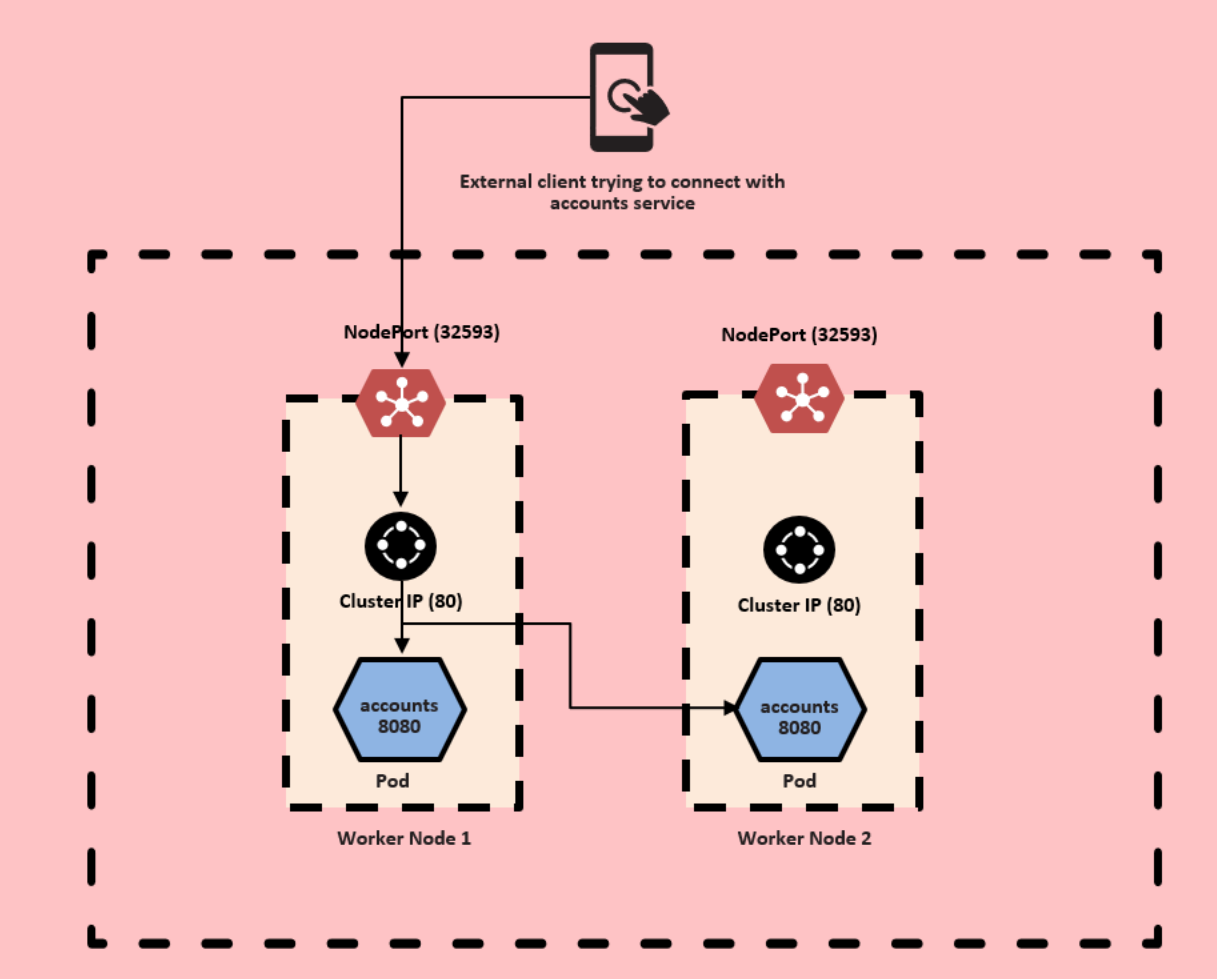 External client trying to connect with
accounts service
NodePort (32593)
NodePort (32593)
Cluster IP (80)
Cluster IP (80)
accounts
8080
accounts
8080
Pod
Pod
Worker Node 1
Worker Node 2